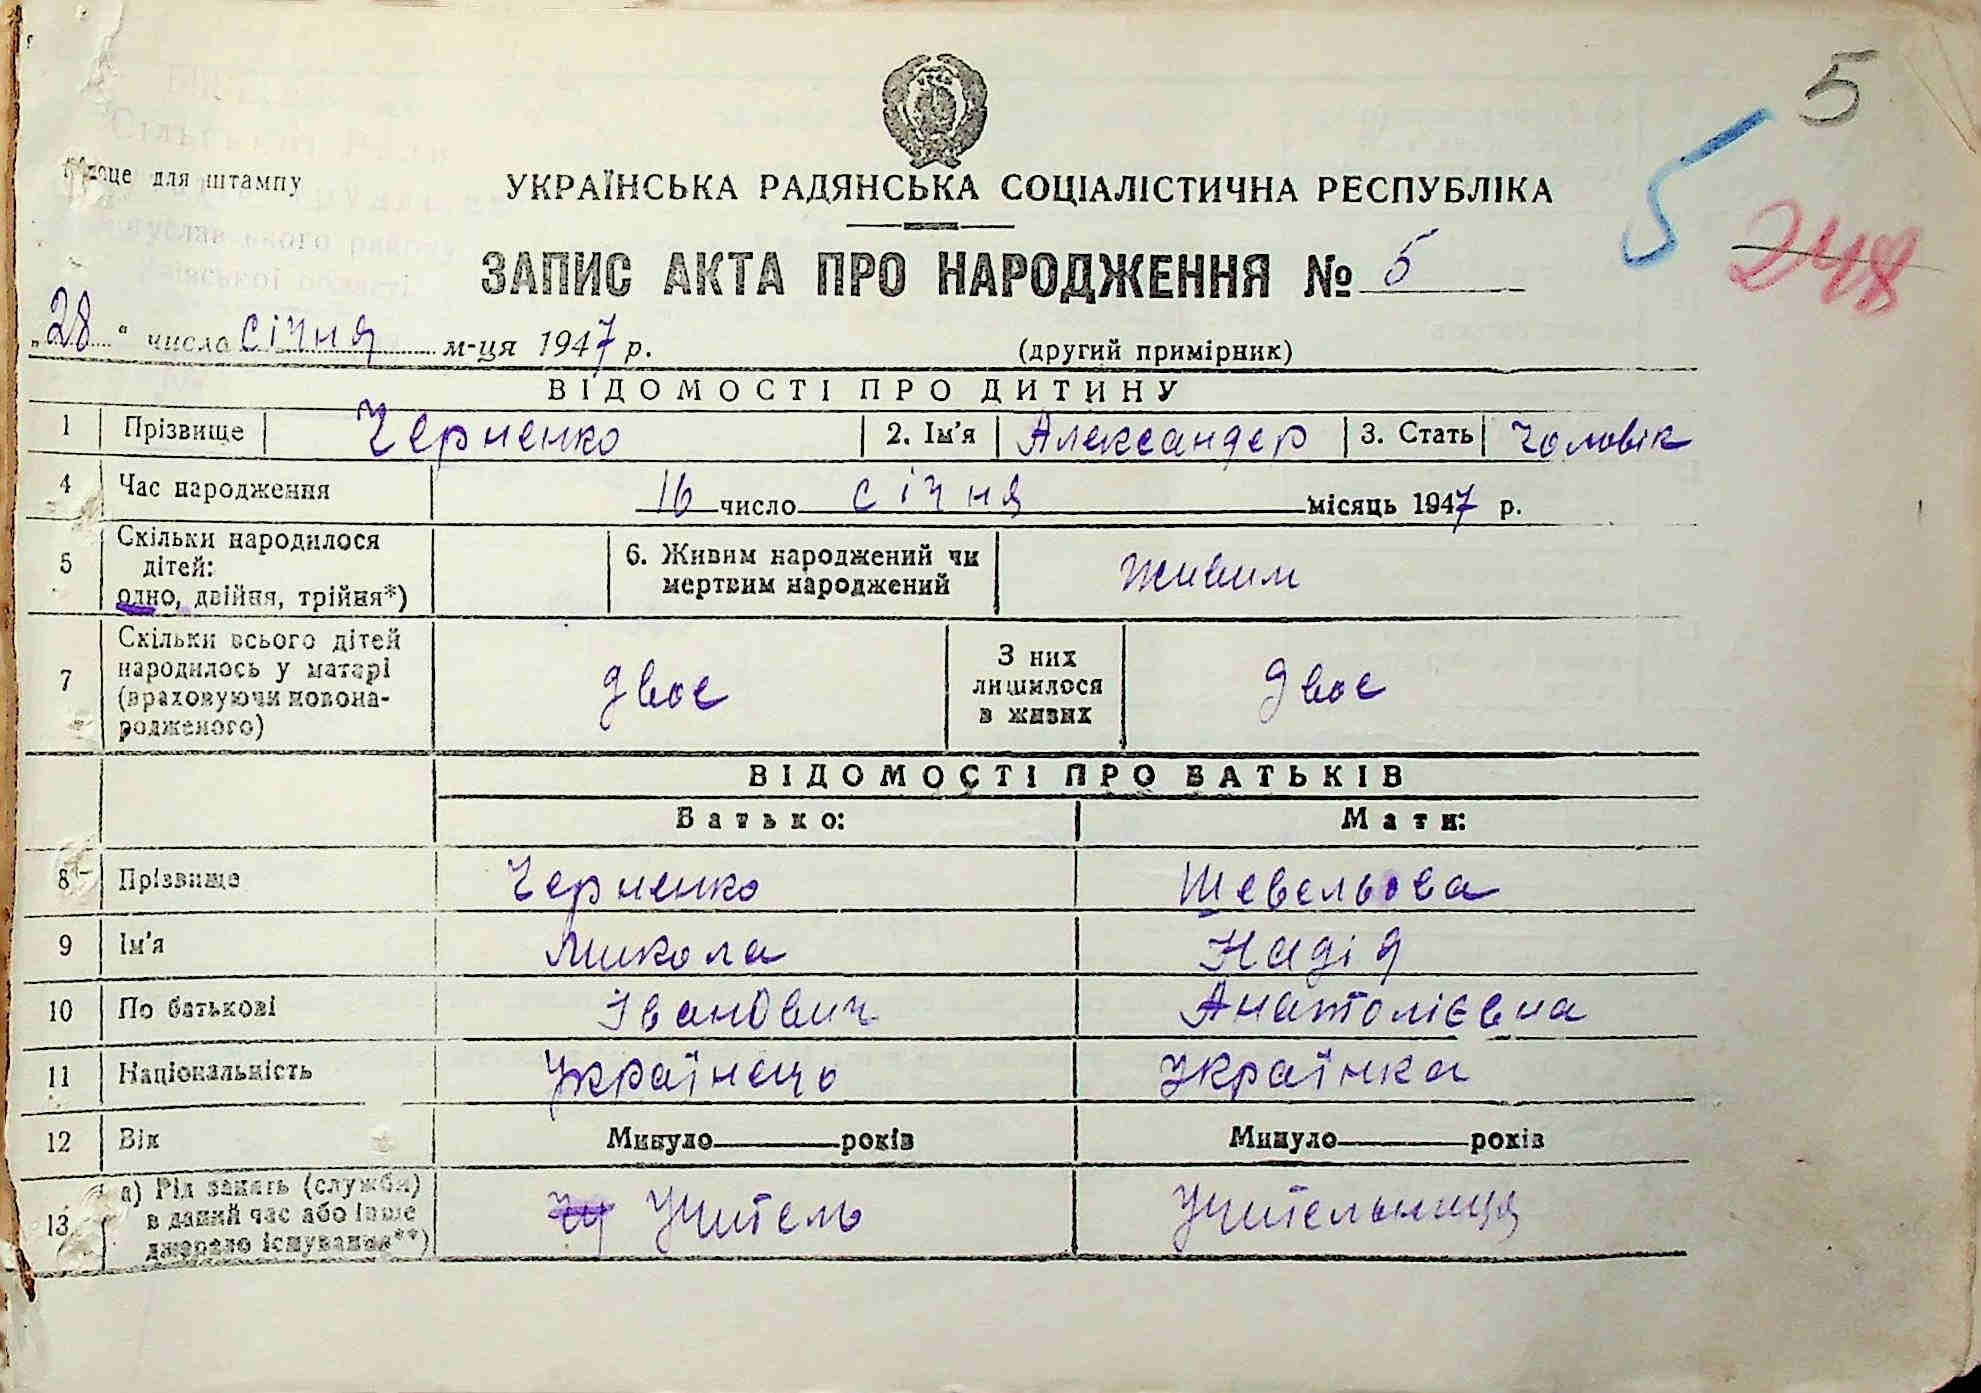 5
5
248
Місце для штампу
УКРАЇНСЬКА РАДЯНСЬКА СОЦІАЛІСТИЧНА РЕСПУБЛІКА
ЗАПИС АКТА ПРО НАРОДЖЕННЯ № 5
„28“ числа січня м-ця 1947 р. (другий примірник)
ВІДОМОСТІ ПРО ДИТИНУ
1 Прізвище Черненко 2. Ім'я Александер 3. Стать Чоловік
4 Час народження 16 число січня місяць 1947 р.
5 Скільки народилося дітей: одно, двійня, трійня*) 6. Живим народжений чи мертвим народжений живим
7 Скільки всього дітей народилось у матері (враховуючи новонародженого) двоє З них лишилося в живих двоє
ВІДОМОСТІ ПРО БАТЬКІВ
Батько: Мати:
8 Прізвище Черненко Шевельова
9 Ім'я Микола Надія
10 По батькові Іванович Анатолієвна
11 Національність Українець Українка
12 Вік Минуло років Минуло років
13 а) Рід занять (служби) в даний час або інше джерело існування**) Учитель Учительниця